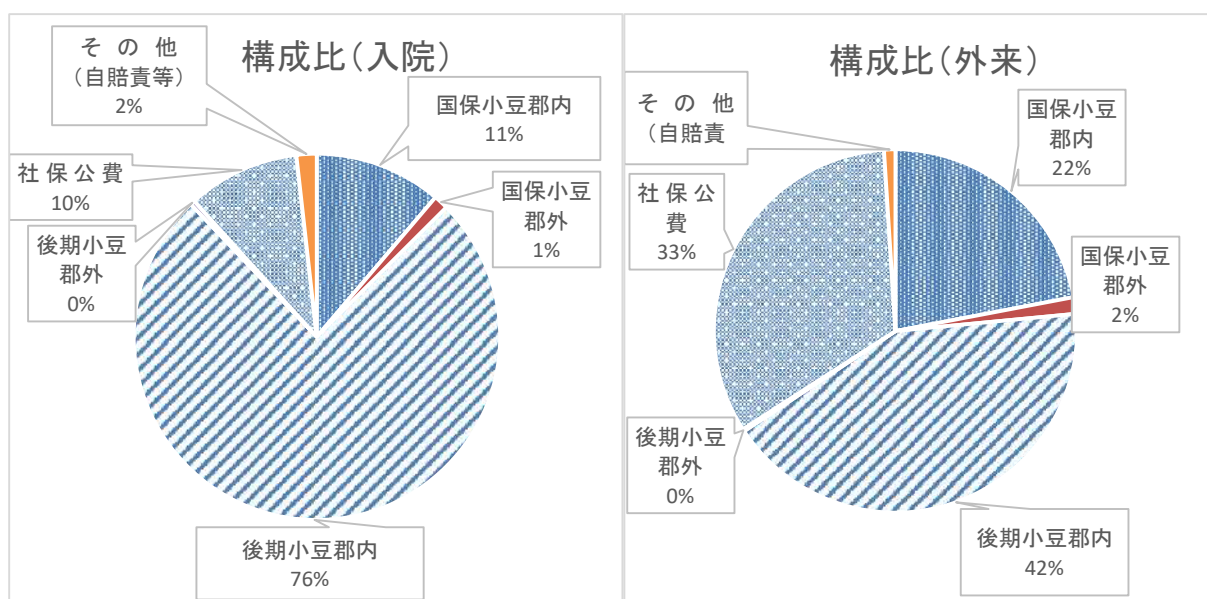 構成比（入院）
その他
（自賠責等）
2%
国保小豆郡内
11%
社保公費
10%
国保小豆
郡外
1%
後期小豆
郡外
0%
後期小豆郡内
76%
構成比（外来）
その他
（自賠責
国保小豆
郡内
22%
社保公
費
33%
国保小豆
郡外
2%
後期小豆
郡外
0%
後期小豆郡内
42%